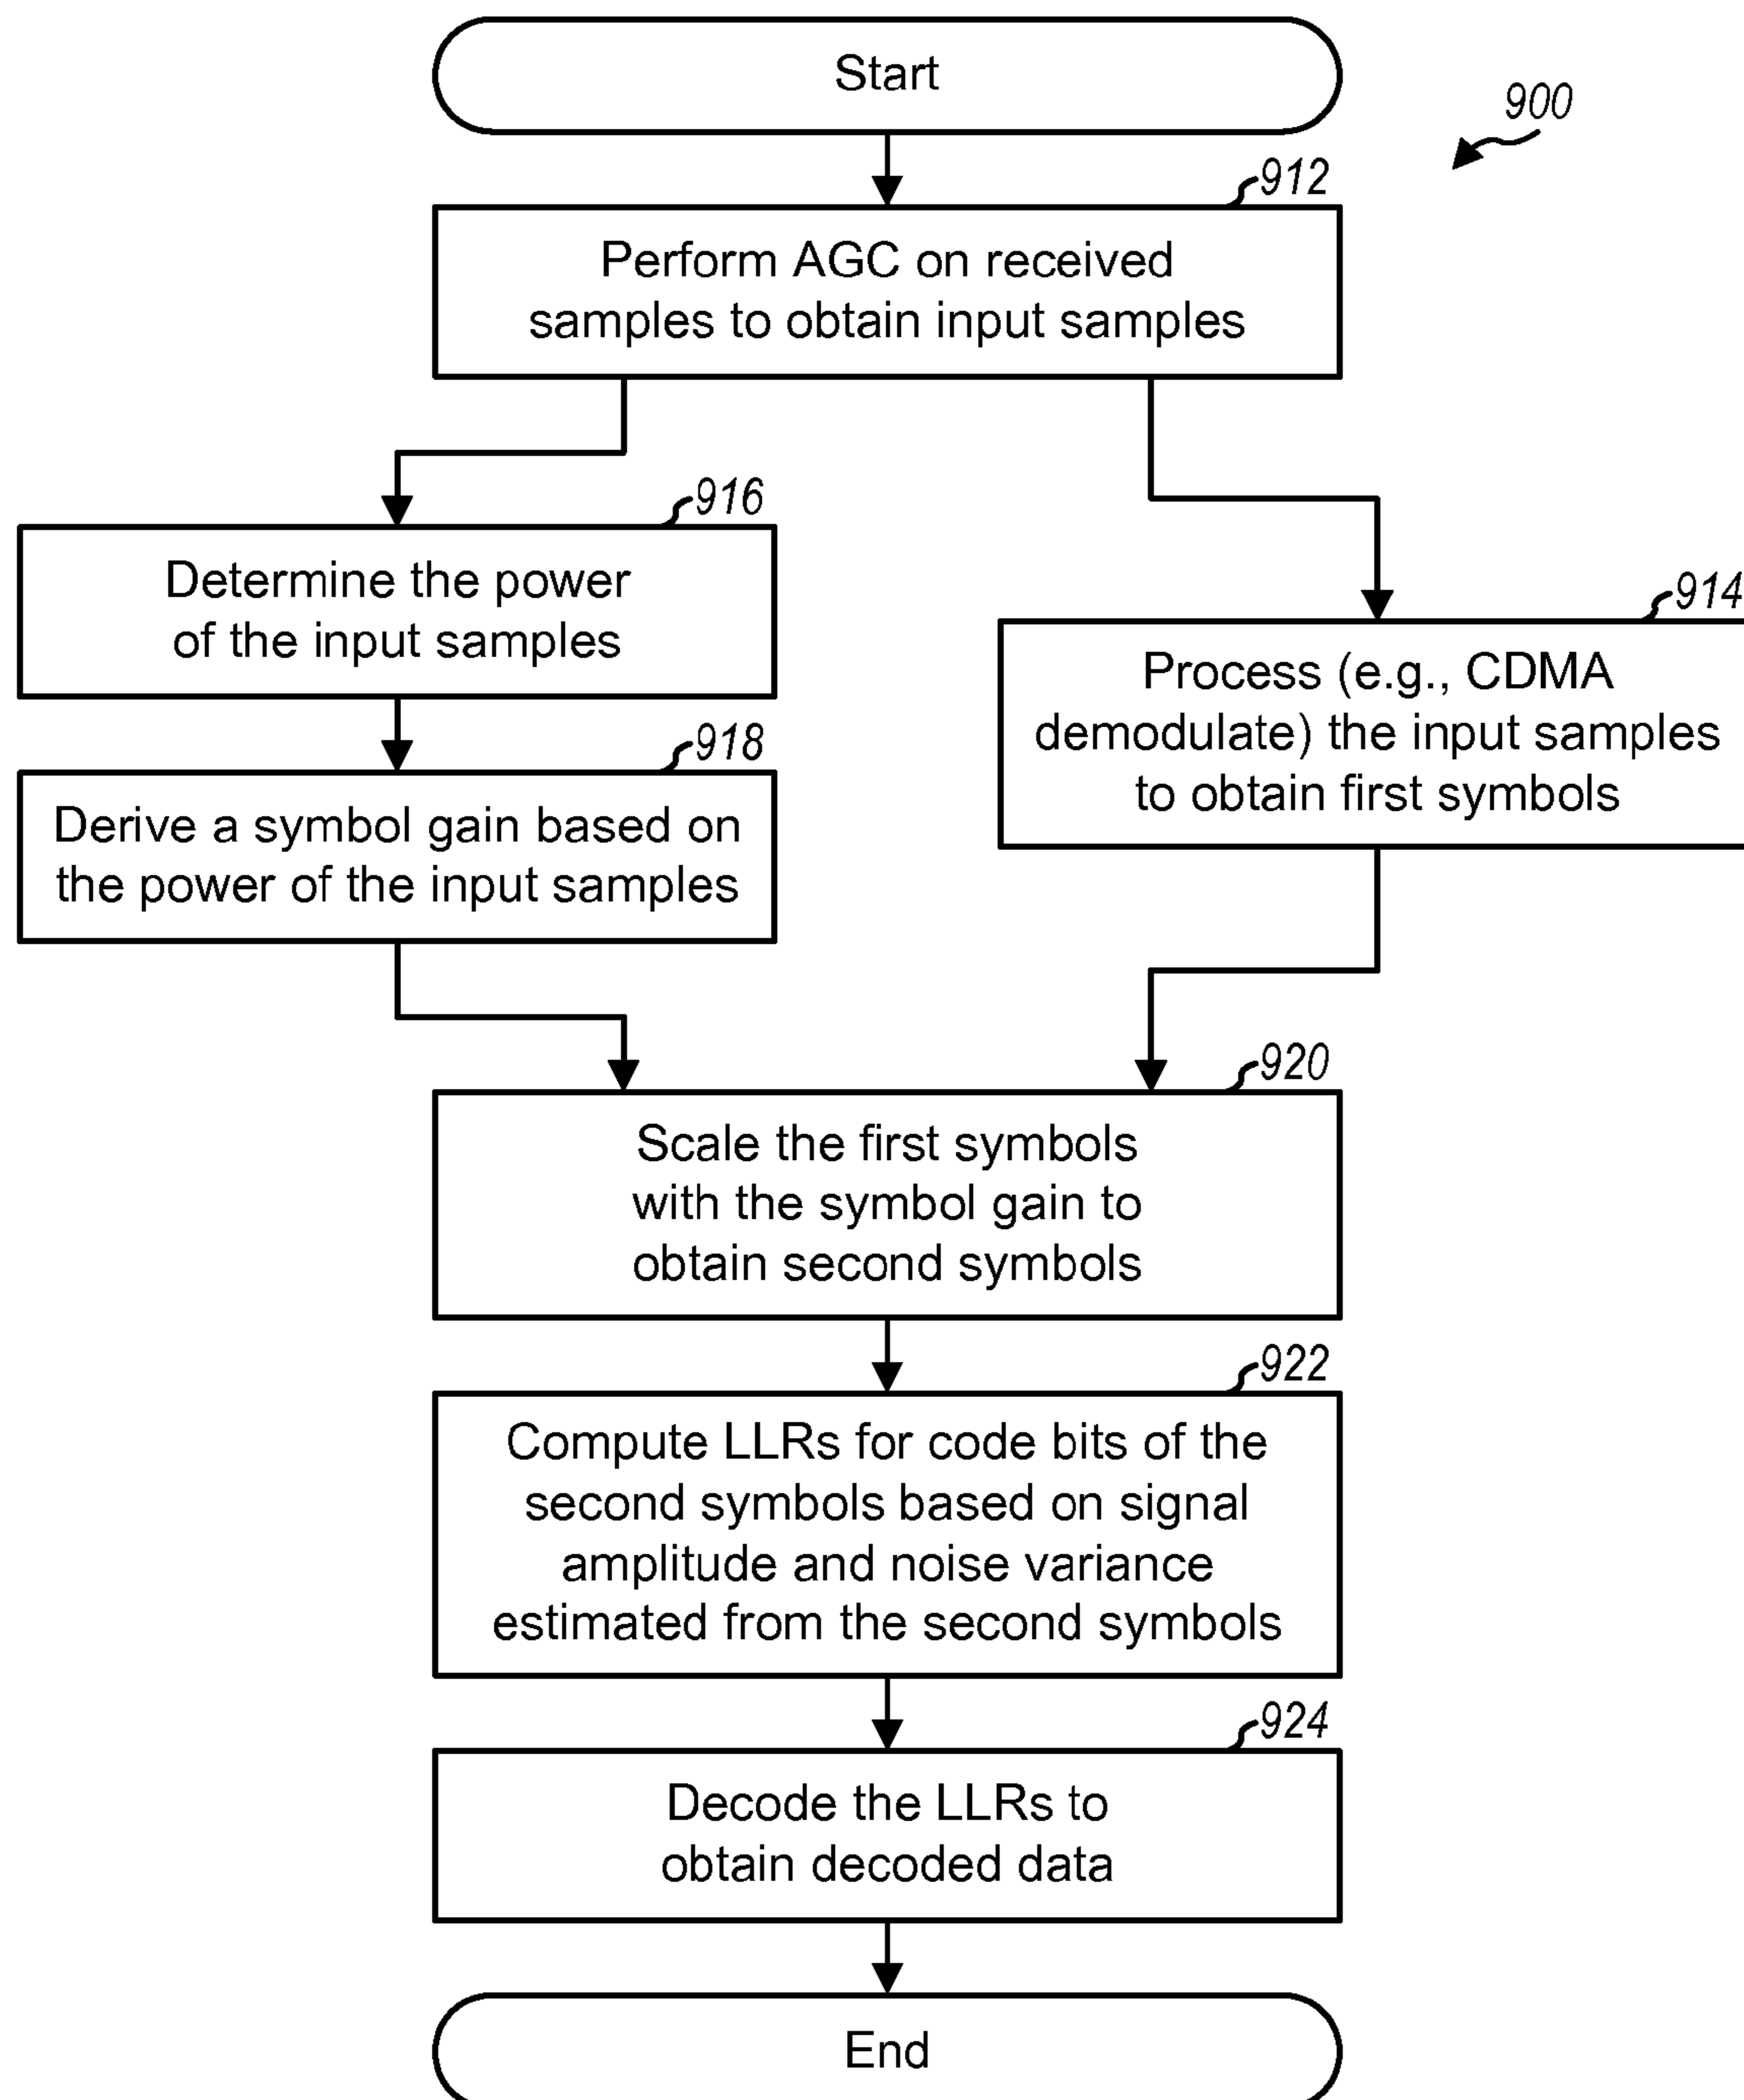 Start
900
912
Perform AGC on received
samples to obtain input samples
916
Determine the power
of the input samples
914
Process (e.g., CDMA
demodulate) the input samples
to obtain first symbols
918
Derive a symbol gain based on
the power of the input samples
920
Scale the first symbols
with the symbol gain to
obtain second symbols
922
Compute LLRs for code bits of the
second symbols based on signal
amplitude and noise variance
estimated from the second symbols
924
Decode the LLRs to
obtain decoded data
End